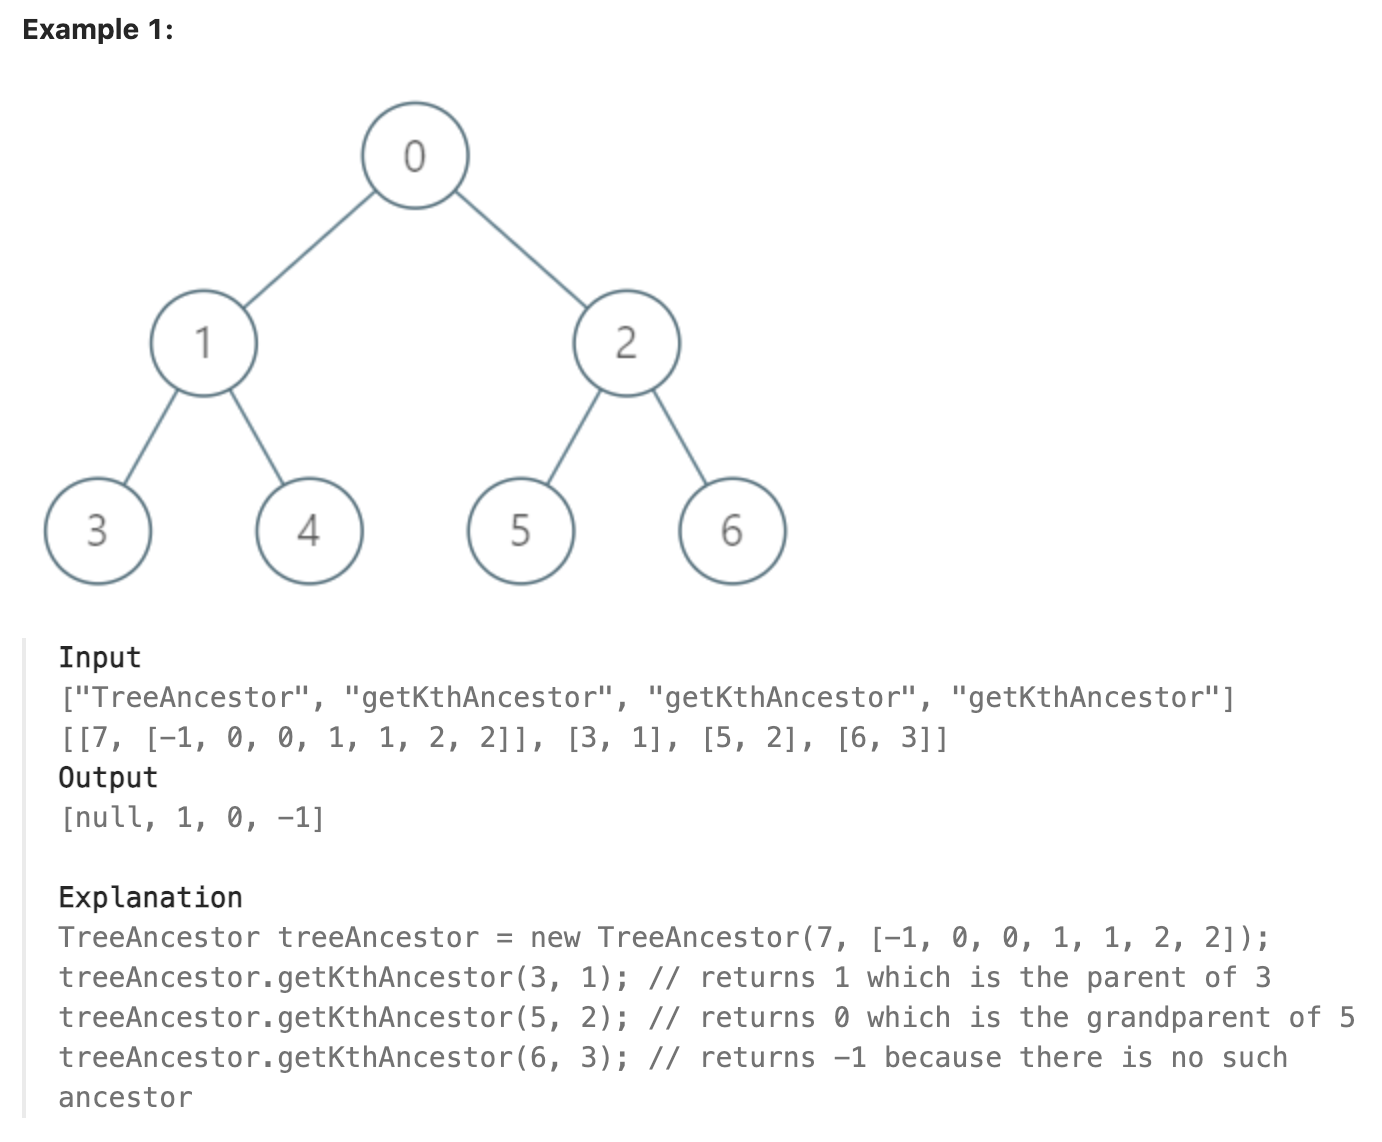 Example 1:
0
1
2
3
4
5
6
Input
["TreeAncestor", "getKthAncestor", "getKthAncestor", "getKthAncestor"]
[[7, [-1, 0, 0, 1, 1, 2, 2]], [3, 1], [5, 2], [6, 3]]
Output
[null, 1, 0, -1]
Explanation
TreeAncestor treeAncestor = new TreeAncestor(7, [-1, 0, 0, 1, 1, 2, 2]);
treeAncestor.getKthAncestor(3, 1); // returns 1 which is the parent of 3
treeAncestor.getKthAncestor(5, 2); // returns 0 which is the grandparent of 5
treeAncestor.getKthAncestor(6, 3); // returns -1 because there is no such
ancestor